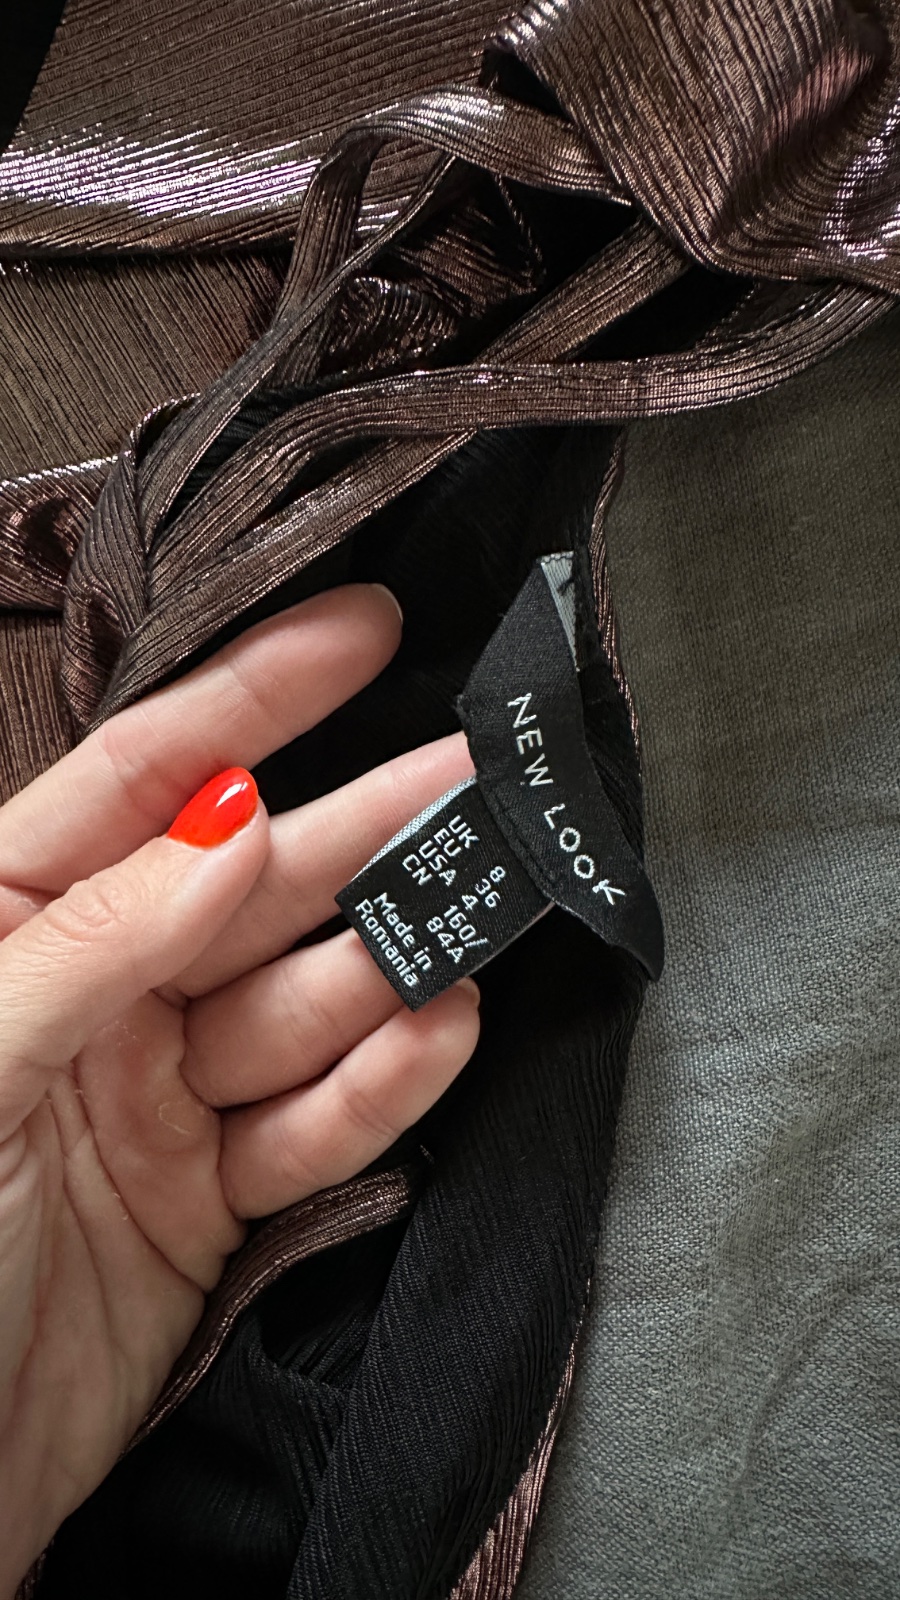 NEW LOOK
UK 8
EU 36
USA 4
CN 160/
84A
Made in
Romania